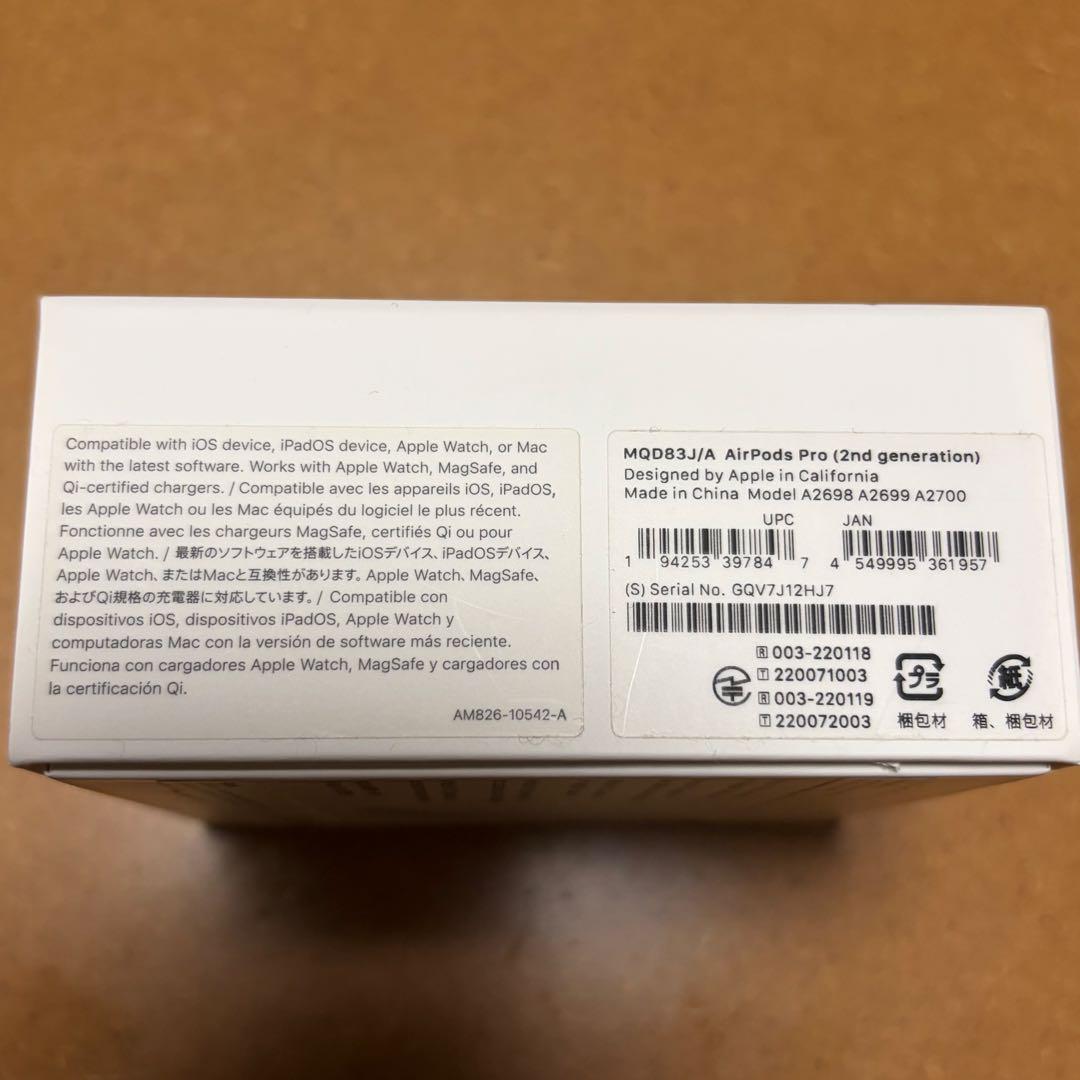 Compatible with iOS device, iPadOS device, Apple Watch, or Mac
with the latest software. Works with Apple Watch, MagSafe, and
Qi-certified chargers. / Compatible avec les appareils iOS, iPadOS,
les Apple Watch ou les Mac équipés du logiciel le plus récent.
Fonctionne avec les chargeurs MagSafe, certifiés Qi ou pour
Apple Watch. / 最新のソフトウェアを搭載したiOSデバイス、iPadOSデバイス、
Apple Watch、またはMacと互換性があります。Apple Watch、MagSafe、
およびQi規格の充電器に対応しています。/ Compatible con
dispositivos iOS, dispositivos iPadOS, Apple Watch y
computadoras Mac con la versión de software más reciente.
Funciona con cargadores Apple Watch, MagSafe y cargadores con
la certificación Qi.
AM826-10542-A
MQD83J/A AirPods Pro (2nd generation)
Designed by Apple in California
Made in China Model A2698 A2699 A2700
UPC JAN
1 94253 39784 7 4 549995 361957
(S) Serial No. GQV7J12HJ7
R 003-220118
T 220071003
R 003-220119
T 220072003
プラ
梱包材
紙
箱、梱包材